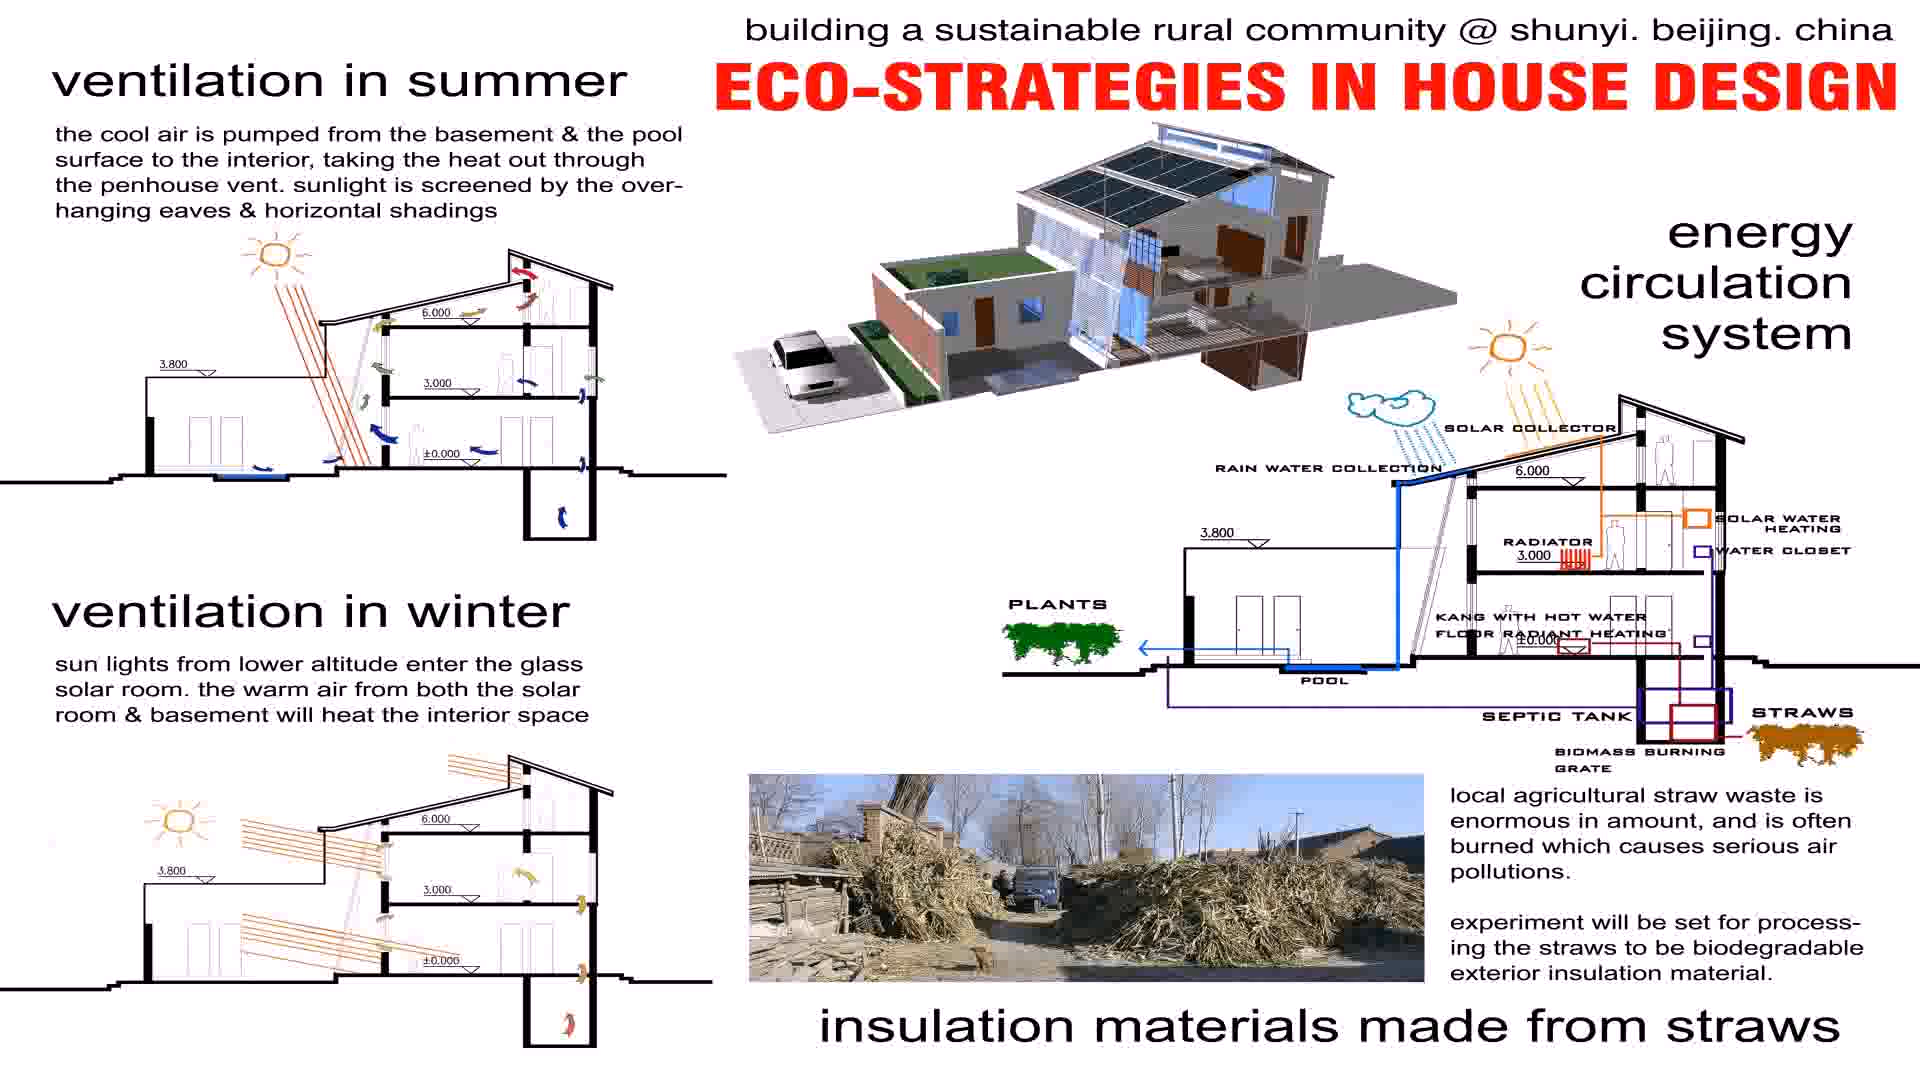 building a sustainable rural community @ shunyi. beijing. china
ECO-STRATEGIES IN HOUSE DESIGN
ventilation in summer
the cool air is pumped from the basement & the pool
surface to the interior, taking the heat out through
the penhouse vent. sunlight is screened by the over-
hanging eaves & horizontal shadings
6.000
3.800
3.000
±0.000
energy
circulation
system
SOLAR COLLECTOR
RAIN WATER COLLECTION
6.000
SOLAR WATER
HEATING
3.800
RADIATOR
3.000
WATER CLOSET
PLANTS
KANG WITH HOT WATER
FLOOR RADIANT HEATING
±0.000
POOL
SEPTIC TANK
STRAWS
BIOMASS BURNING
GRATE
ventilation in winter
sun lights from lower altitude enter the glass
solar room. the warm air from both the solar
room & basement will heat the interior space
6.000
3.800
3.000
±0.000
local agricultural straw waste is
enormous in amount, and is often
burned which causes serious air
pollutions.
experiment will be set for process-
ing the straws to be biodegradable
exterior insulation material.
insulation materials made from straws